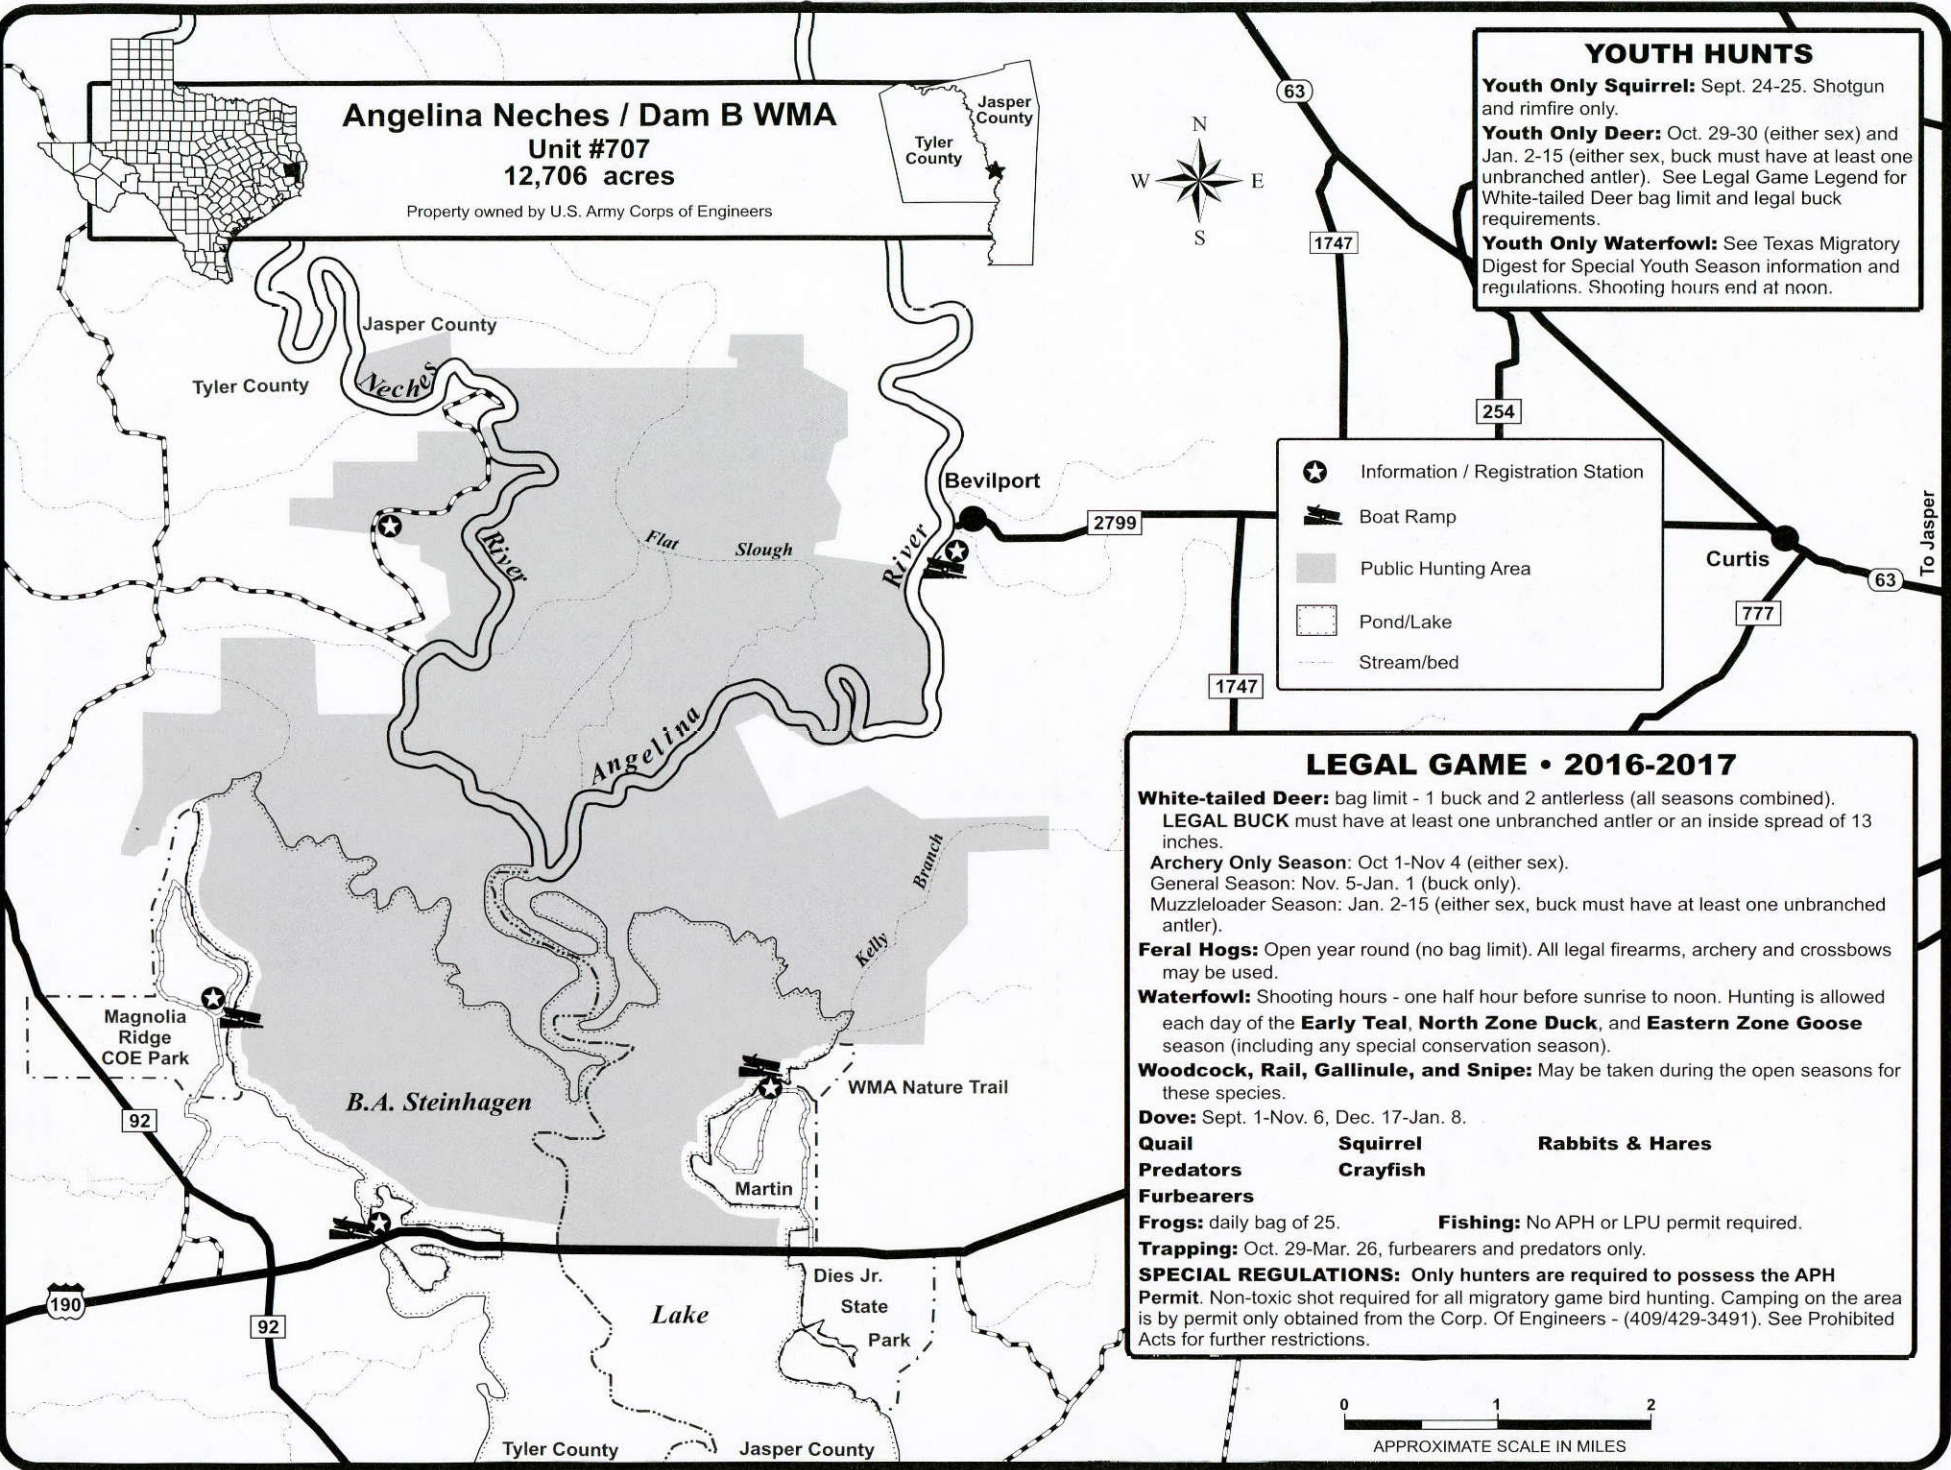 Angelina Neches / Dam B WMA
Unit #707
12,706 acres
Property owned by U.S. Army Corps of Engineers
Jasper
County
Tyler
County
N
W
E
S
63
1747
254
YOUTH HUNTS
Youth Only Squirrel: Sept. 24-25. Shotgun
and rimfire only.
Youth Only Deer: Oct. 29-30 (either sex) and
Jan. 2-15 (either sex, buck must have at least one
unbranched antler). See Legal Game Legend for
White-tailed Deer bag limit and legal buck
requirements.
Youth Only Waterfowl: See Texas Migratory
Digest for Special Youth Season information and
regulations. Shooting hours end at noon.
Jasper County
Tyler County
Neches
River
Flat
Slough
River
Bevilport
2799
Information / Registration Station
Boat Ramp
Public Hunting Area
Pond/Lake
Stream/bed
Curtis
To Jasper
63
777
1747
Angelina
Branch
Kelly
Magnolia
Ridge
COE Park
92
B.A. Steinhagen
WMA Nature Trail
Martin
190
92
Lake
Dies Jr.
State
Park
Tyler County
Jasper County
LEGAL GAME • 2016-2017
White-tailed Deer: bag limit - 1 buck and 2 antlerless (all seasons combined).
LEGAL BUCK must have at least one unbranched antler or an inside spread of 13
inches.
Archery Only Season: Oct 1-Nov 4 (either sex).
General Season: Nov. 5-Jan. 1 (buck only).
Muzzleloader Season: Jan. 2-15 (either sex, buck must have at least one unbranched
antler).
Feral Hogs: Open year round (no bag limit). All legal firearms, archery and crossbows
may be used.
Waterfowl: Shooting hours - one half hour before sunrise to noon. Hunting is allowed
each day of the Early Teal, North Zone Duck, and Eastern Zone Goose
season (including any special conservation season).
Woodcock, Rail, Gallinule, and Snipe: May be taken during the open seasons for
these species.
Dove: Sept. 1-Nov. 6, Dec. 17-Jan. 8.
Quail Squirrel Rabbits & Hares
Predators Crayfish
Furbearers
Frogs: daily bag of 25. Fishing: No APH or LPU permit required.
Trapping: Oct. 29-Mar. 26, furbearers and predators only.
SPECIAL REGULATIONS: Only hunters are required to possess the APH
Permit. Non-toxic shot required for all migratory game bird hunting. Camping on the area
is by permit only obtained from the Corp. Of Engineers - (409/429-3491). See Prohibited
Acts for further restrictions.
0 1 2
APPROXIMATE SCALE IN MILES